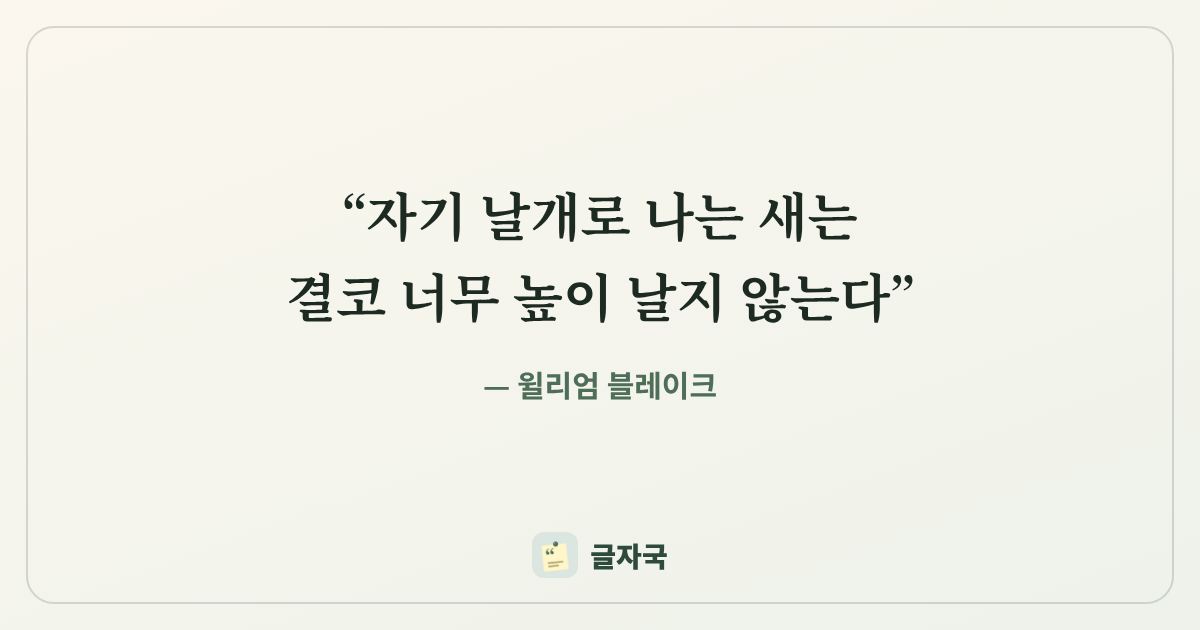 “자기 날개로 나는 새는
결코 너무 높이 날지 않는다”
— 윌리엄 블레이크
글자국